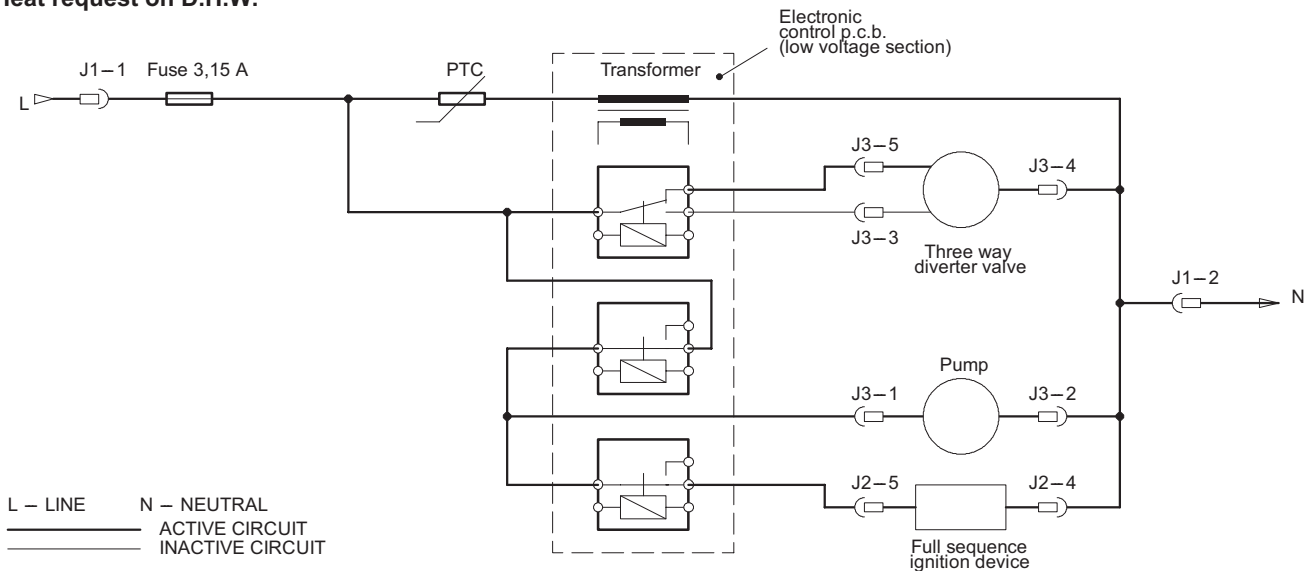 heat request on D.H.W.
Electronic
control p.c.b.
(low voltage section)
J1–1
Fuse 3,15 A
PTC
Transformer
L
J3–5
J3–4
J3–3
Three way
diverter valve
J1–2
N
Pump
J3–1
J3–2
J2–5
J2–4
Full sequence
ignition device
L – LINE N – NEUTRAL
ACTIVE CIRCUIT
INACTIVE CIRCUIT